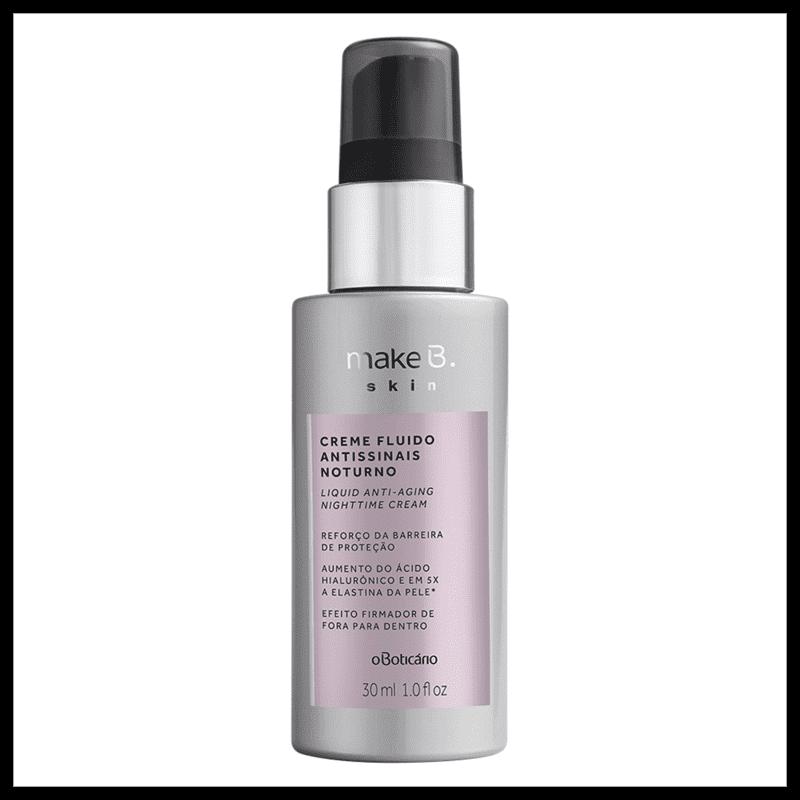 make B.
skin
CREME FLUIDO
ANTISSINAIS
NOTURNO
LIQUID ANTI-AGING
NIGHTTIME CREAM
REFORÇO DA BARREIRA
DE PROTEÇÃO
AUMENTO DO ÁCIDO
HIALURÔNICO E EM 5X
A ELASTINA DA PELE*
EFEITO FIRMADOR DE
FORA PARA DENTRO
oBoticário
30 ml 1.0 fl oz